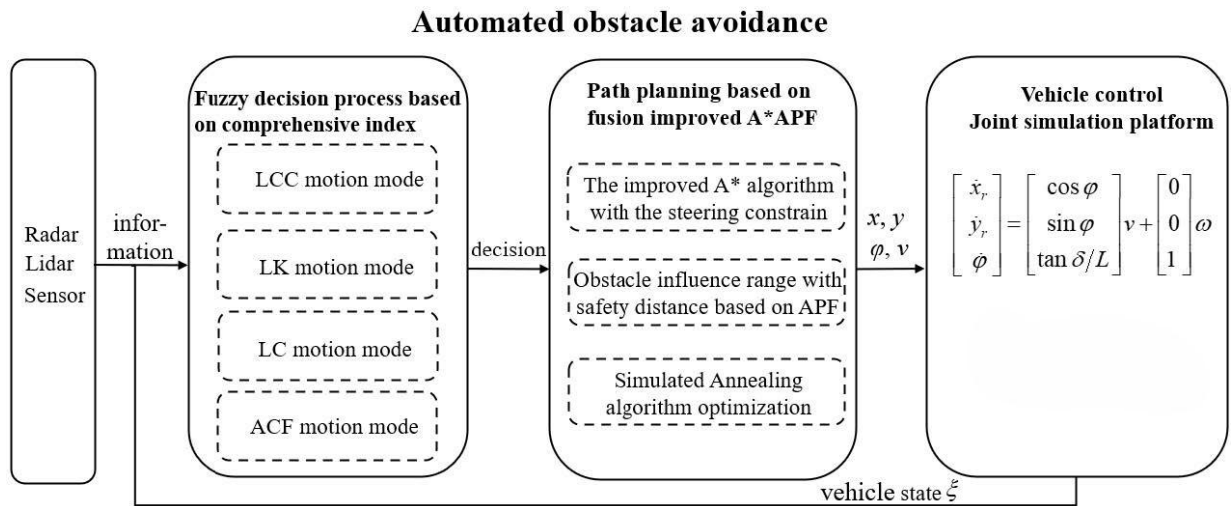 Automated obstacle avoidance
Radar
Lidar
Sensor
infor-
mation
Fuzzy decision process based
on comprehensive index
LCC motion mode
LK motion mode
LC motion mode
ACF motion mode
decision
Path planning based on
fusion improved A*APF
The improved A* algorithm
with the steering constrain
Obstacle influence range with
safety distance based on APF
Simulated Annealing
algorithm optimization
x, y
φ, v
Vehicle control
Joint simulation platform
[ẋ_r ẏ_r φ̇] = [cos φ sin φ tan δ/L] v + [0 0 1] ω
vehicle state ξ